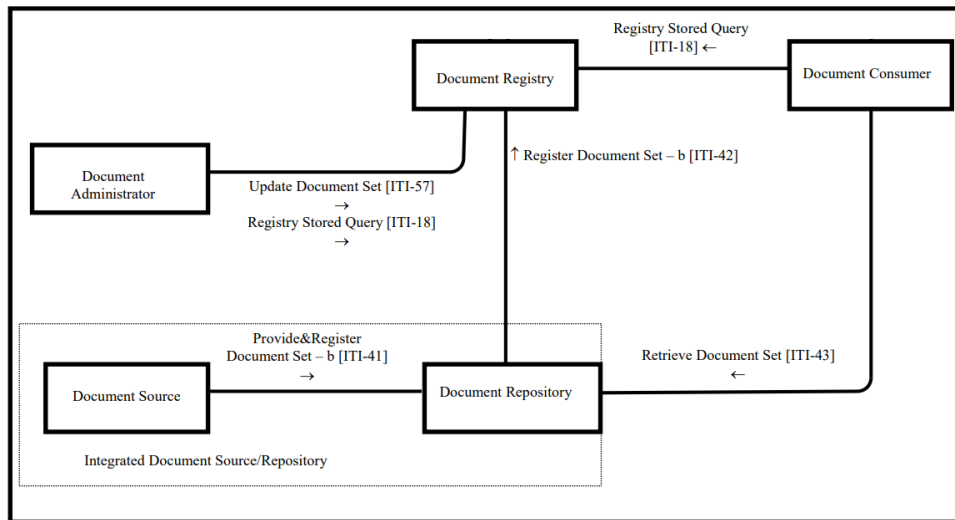 Registry Stored Query
[ITI-18] ←
Document Registry
Document Consumer
↑ Register Document Set – b [ITI-42]
Document
Administrator
Update Document Set [ITI-57]
→
Registry Stored Query [ITI-18]
→
Provide&Register
Document Set – b [ITI-41]
→
Retrieve Document Set [ITI-43]
←
Document Source
Document Repository
Integrated Document Source/Repository